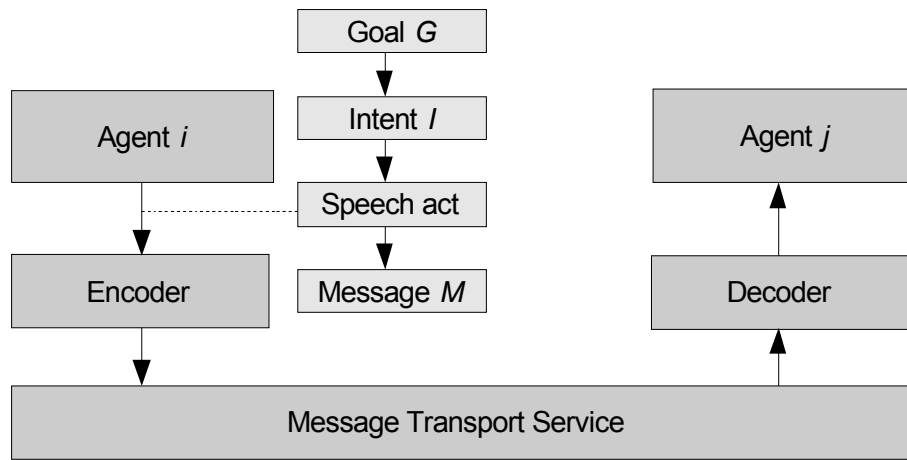 Goal G
Agent i
Intent I
Agent j
Speech act
Encoder
Message M
Decoder
Message Transport Service